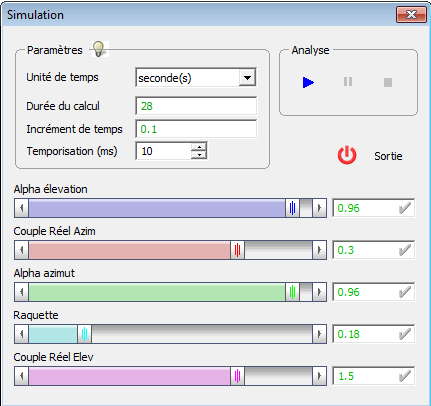 Simulation
Paramètres
Analyse
Unité de temps
seconde(s)
Durée du calcul
28
Incrément de temps
0.1
Temporisation (ms)
10
Sortie
Alpha élévation
0.96
Couple Réel Azim
0.3
Alpha azimut
0.96
Raquette
0.18
Couple Réel Elev
1.5